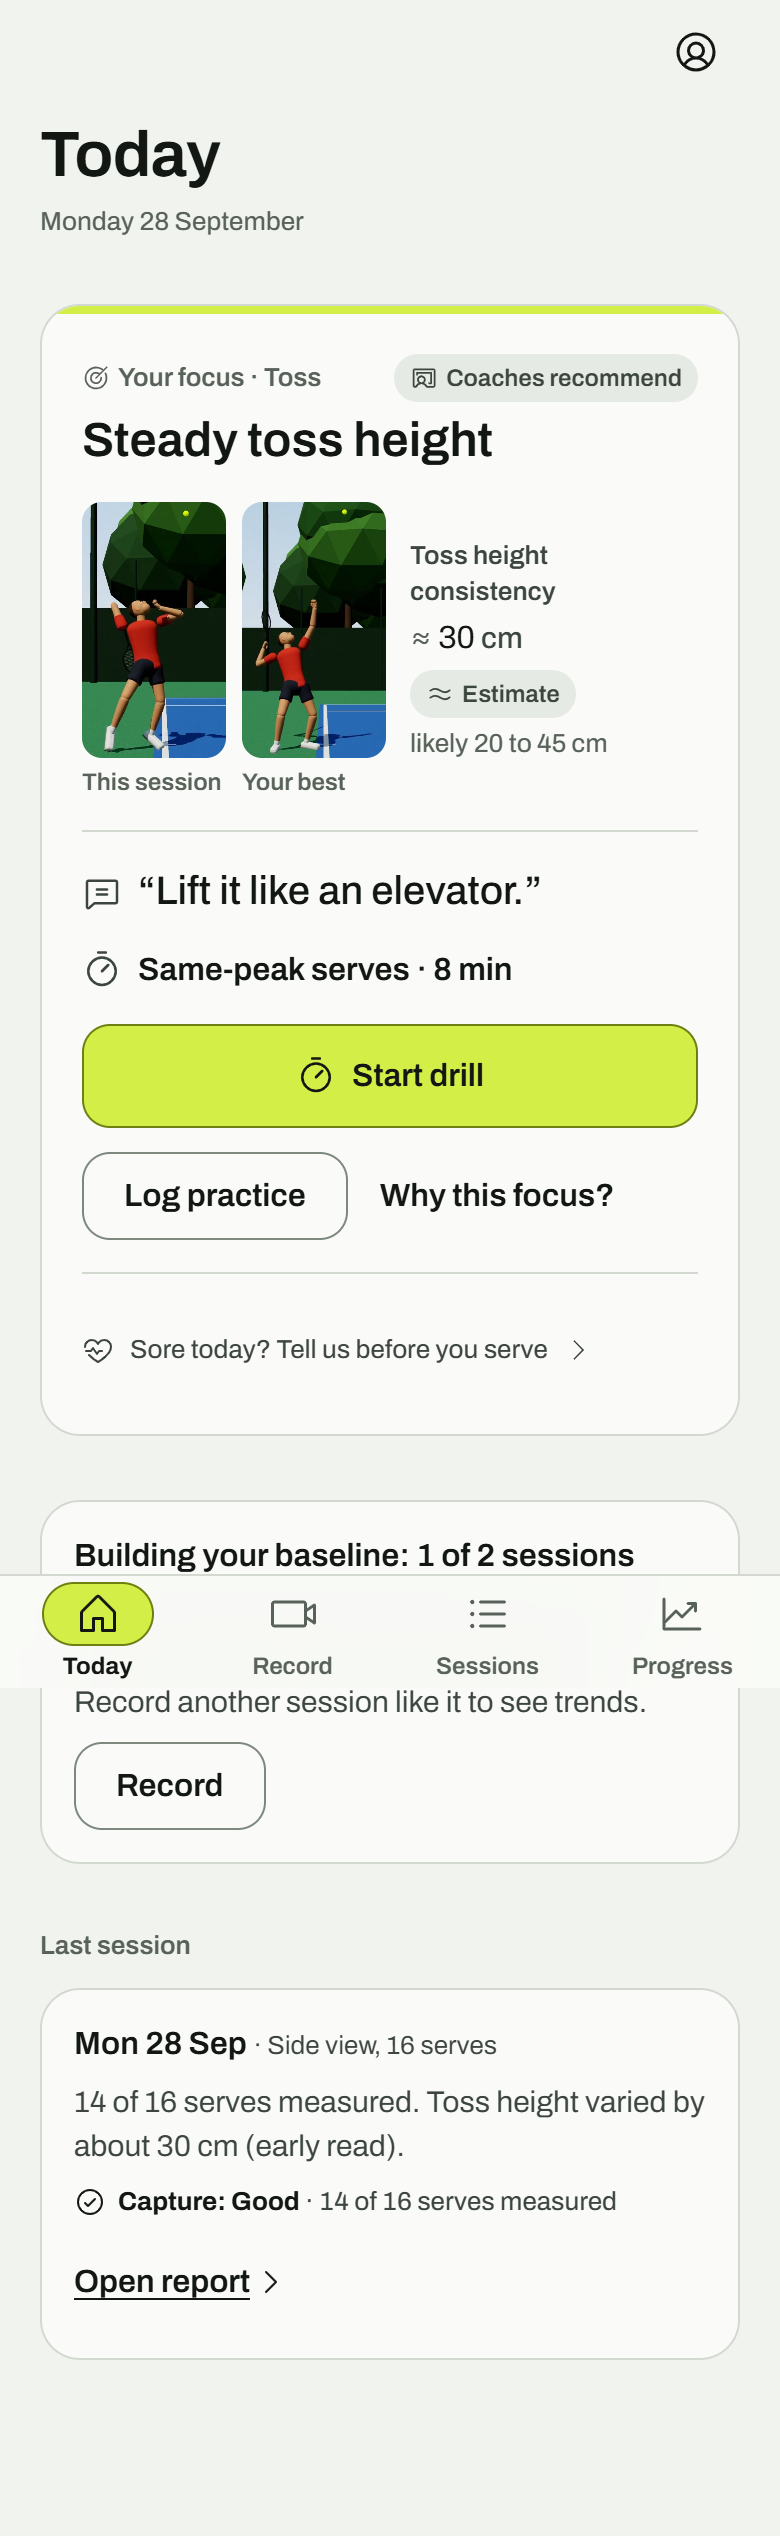 Today
Monday 28 September
Your focus · Toss
Coaches recommend
Steady toss height
Toss height
consistency
≈ 30 cm
Estimate
likely 20 to 45 cm
This session
Your best
“Lift it like an elevator.”
Same-peak serves · 8 min
Start drill
Log practice
Why this focus?
Sore today? Tell us before you serve
Building your baseline: 1 of 2 sessions
Today
Record
Sessions
Progress
Record another session like it to see trends.
Record
Last session
Mon 28 Sep · Side view, 16 serves
14 of 16 serves measured. Toss height varied by
about 30 cm (early read).
Capture: Good · 14 of 16 serves measured
Open report